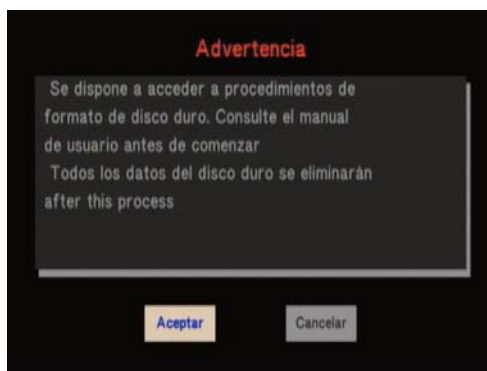 Advertencia
Se dispone a acceder a procedimientos de
formato de disco duro. Consulte el manual
de usuario antes de comenzar
Todos los datos del disco duro se eliminarán
after this process
Aceptar
Cancelar